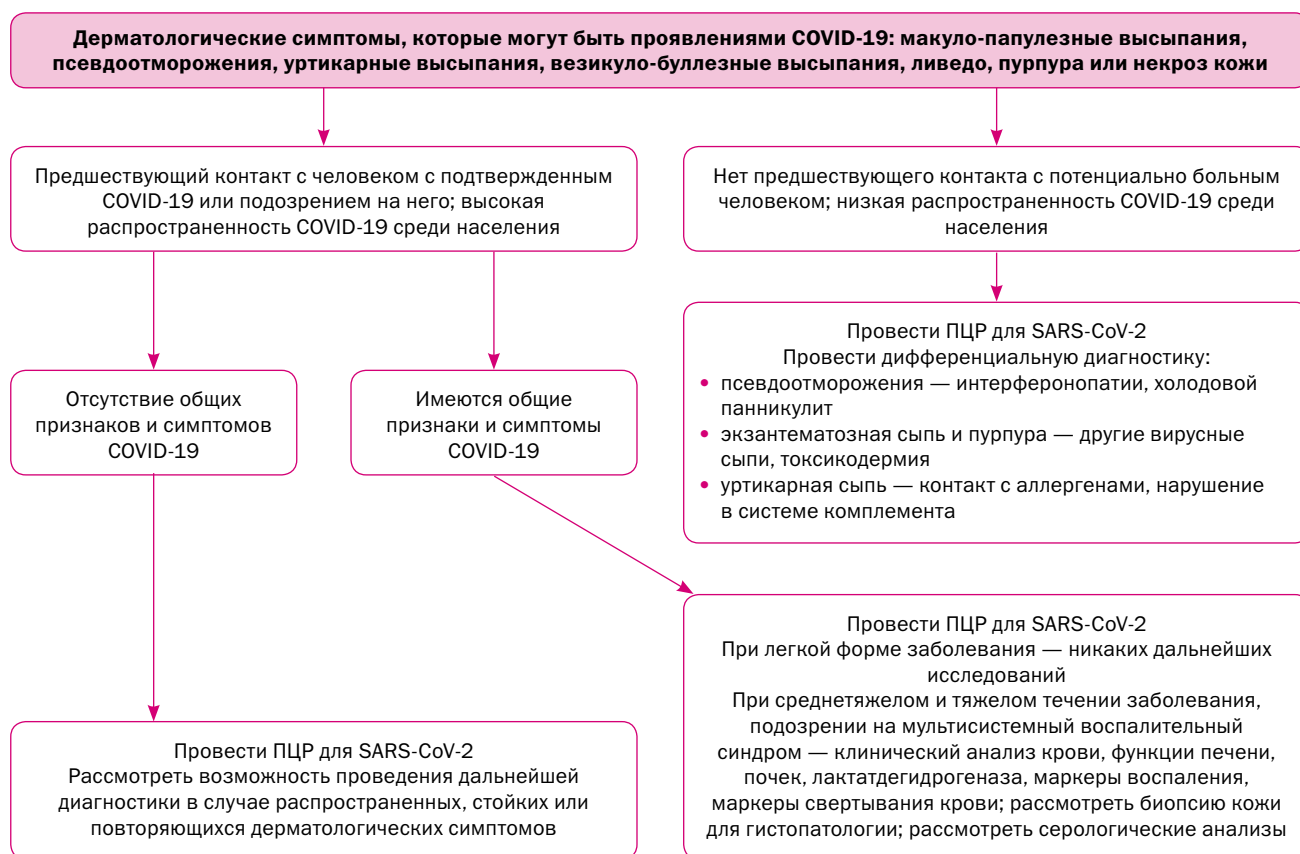 Дерматологические симптомы, которые могут быть проявлениями COVID-19: макуло-папулезные высыпания,
псевдоотморожения, уртикарные высыпания, везикуло-буллезные высыпания, ливедо, пурпура или некроз кожи
Предшествующий контакт с человеком с подтвержденным
COVID-19 или подозрением на него; высокая
распространенность COVID-19 среди населения
Нет предшествующего контакта с потенциально больным
человеком; низкая распространенность COVID-19 среди
населения
Отсутствие общих
признаков и симптомов
COVID-19
Имеются общие
признаки и симптомы
COVID-19
Провести ПЦР для SARS-CoV-2
Провести дифференциальную диагностику:
• псевдоотморожения — интерферонопатии, холодовой
панникулит
• экзантематозная сыпь и пурпура — другие вирусные
сыпи, токсикодермия
• уртикарная сыпь — контакт с аллергенами, нарушение
в системе комплемента
Провести ПЦР для SARS-CoV-2
Рассмотреть возможность проведения дальнейшей
диагностики в случае распространенных, стойких или
повторяющихся дерматологических симптомов
Провести ПЦР для SARS-CoV-2
При легкой форме заболевания — никаких дальнейших
исследований
При среднетяжелом и тяжелом течении заболевания,
подозрении на мультисистемный воспалительный
синдром — клинический анализ крови, функции печени,
почек, лактатдегидрогеназа, маркеры воспаления,
маркеры свертывания крови; рассмотреть биопсию кожи
для гистопатологии; рассмотреть серологические анализы